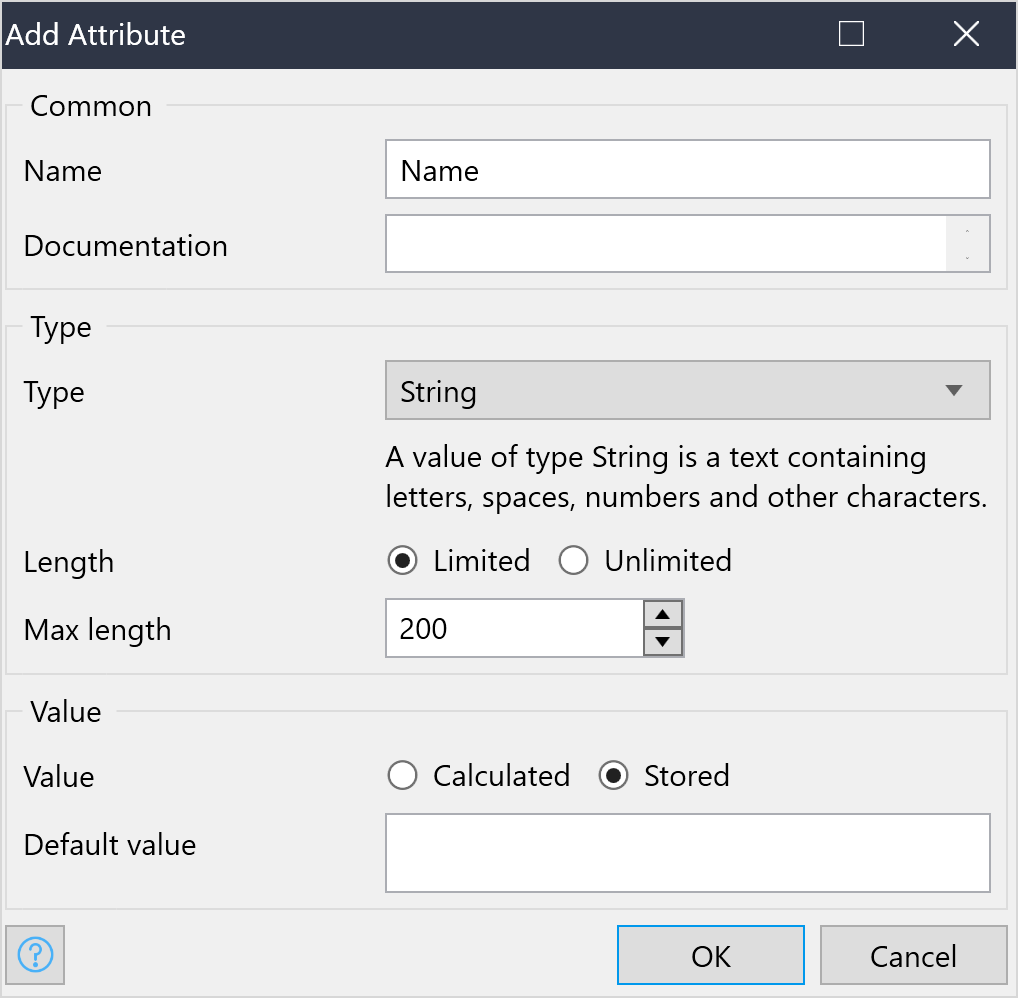 Add Attribute
Common
Name Name
Documentation
Type
Type String
A value of type String is a text containing
letters, spaces, numbers and other characters.
Length Limited Unlimited
Max length 200
Value
Value Calculated Stored
Default value
? OK Cancel